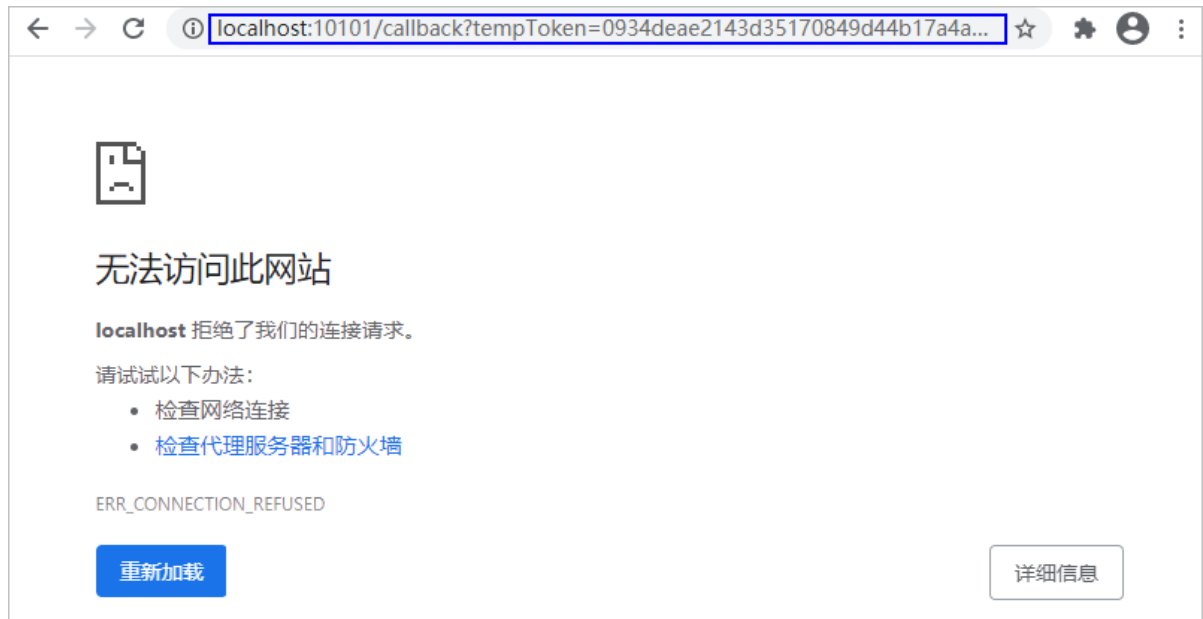 localhost:10101/callback?tempToken=0934deae2143d35170849d44b17a4a...
无法访问此网站
localhost 拒绝了我们的连接请求。
请试试以下办法：
• 检查网络连接
• 检查代理服务器和防火墙
ERR_CONNECTION_REFUSED
重新加载
详细信息